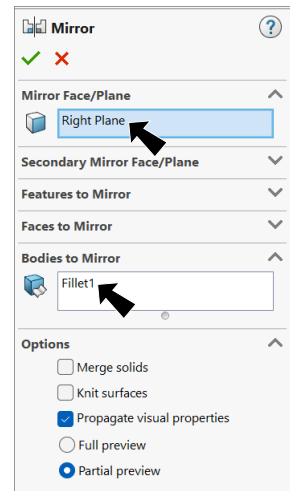 Mirror
?
Mirror Face/Plane
Right Plane
Secondary Mirror Face/Plane
Features to Mirror
Faces to Mirror
Bodies to Mirror
Fillet1
Options
Merge solids
Knit surfaces
Propagate visual properties
Full preview
Partial preview